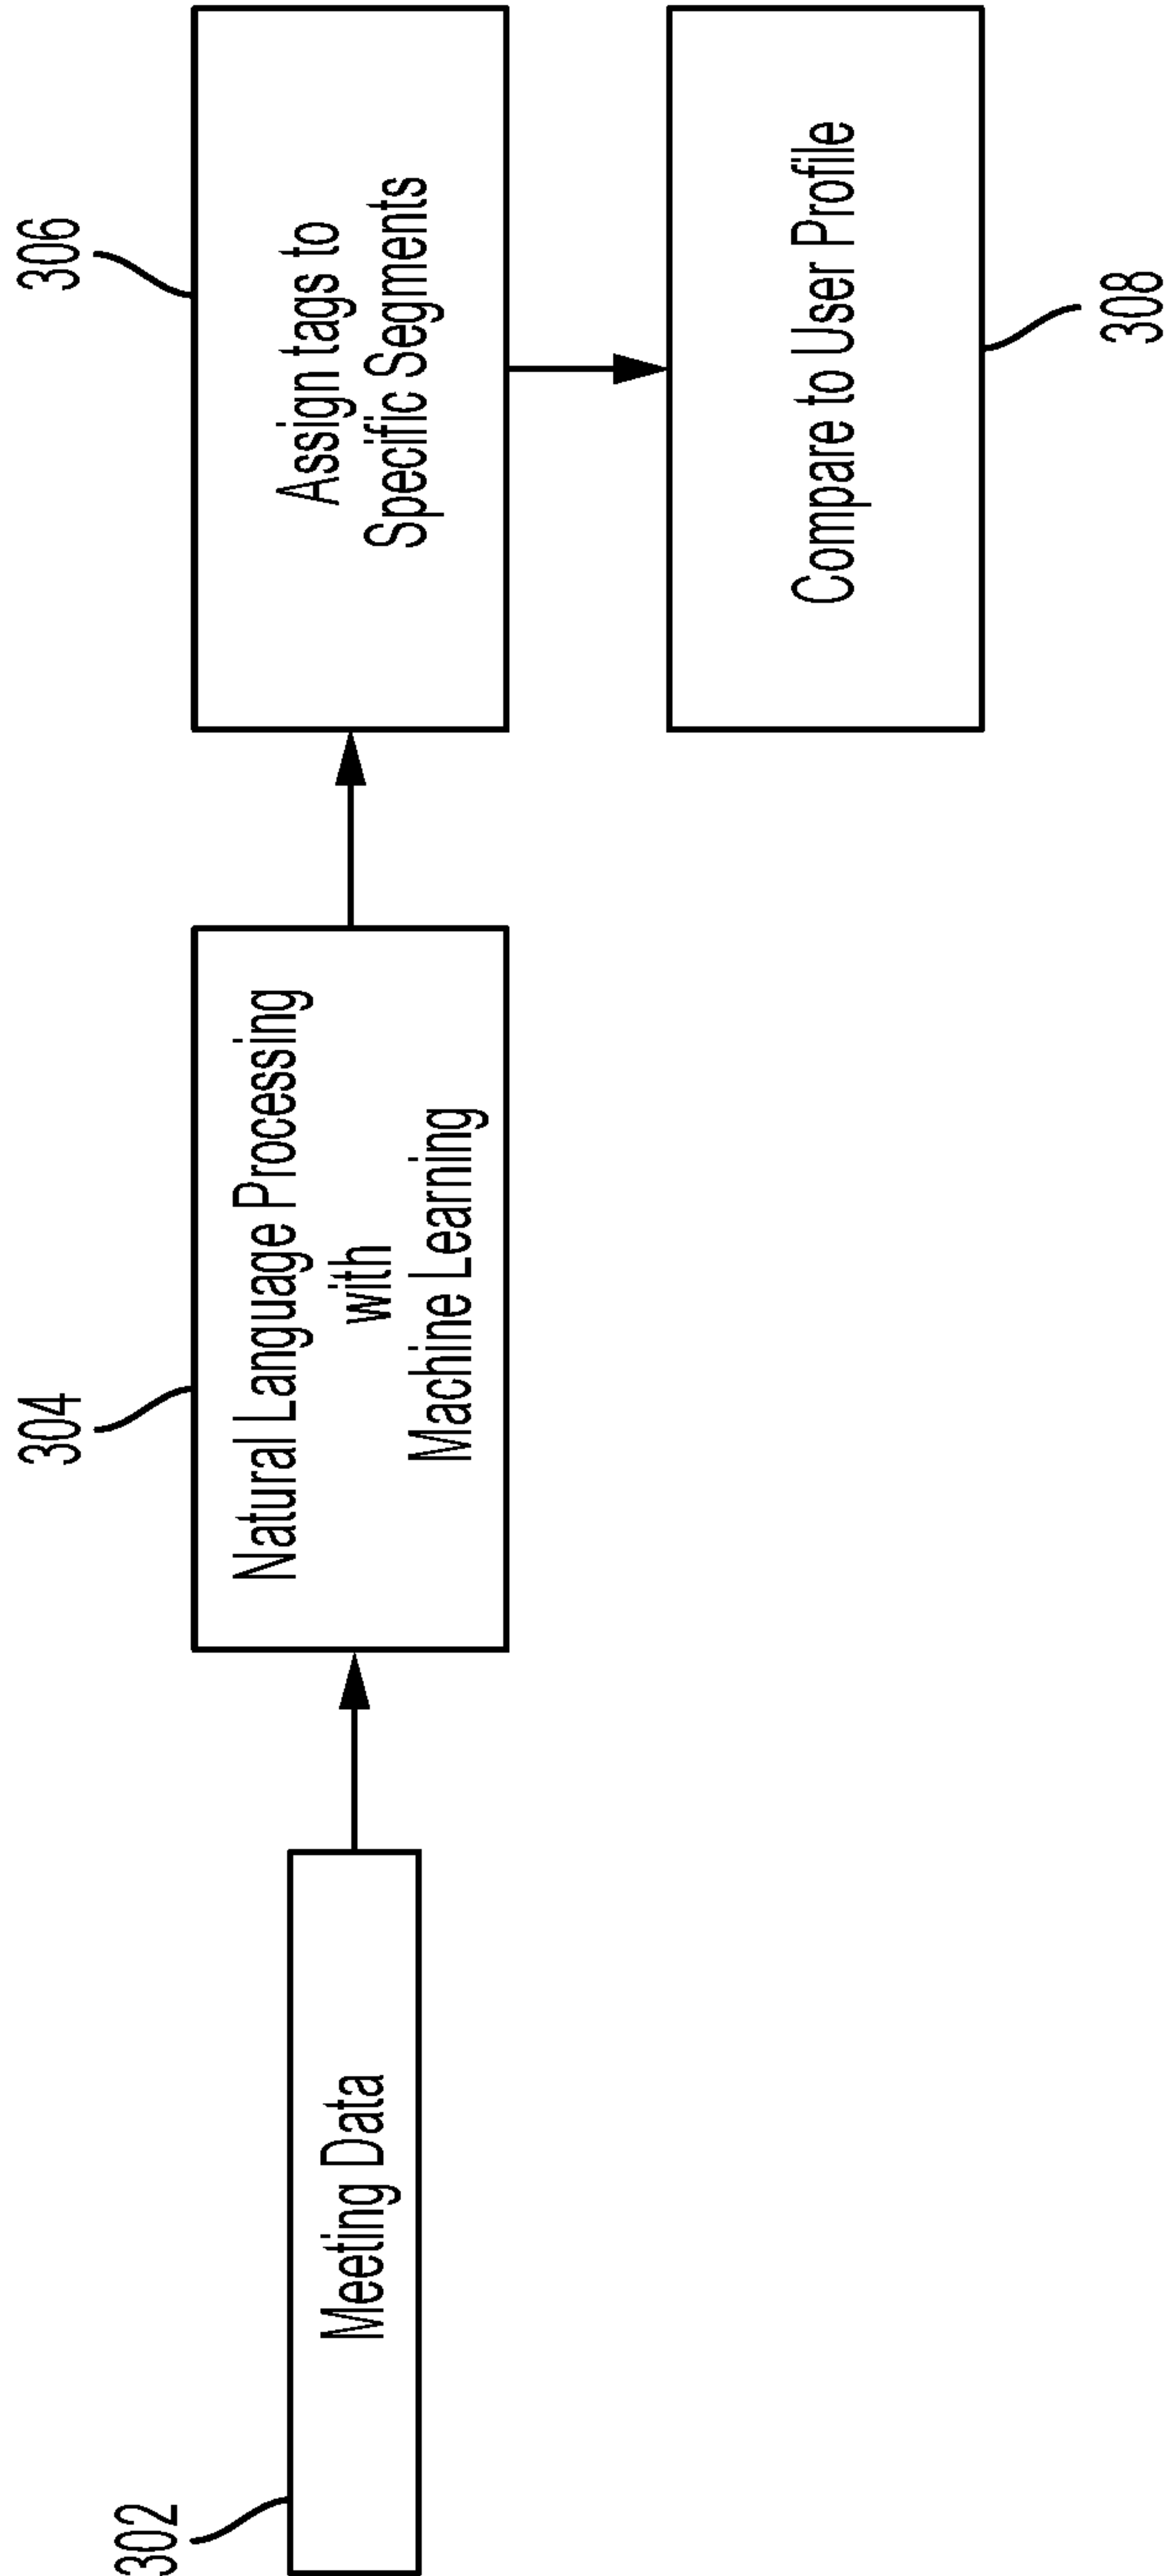 302
Meeting Data
304
Natural Language Processing
with
Machine Learning
306
Assign tags to
Specific Segments
Compare to User Profile
308